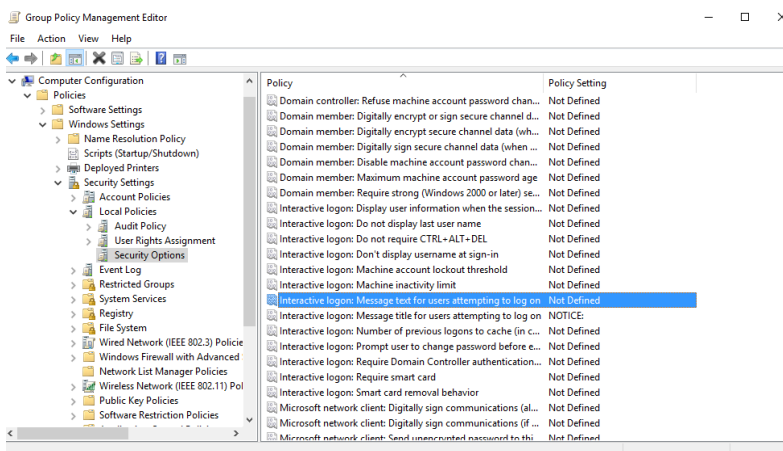 Group Policy Management Editor
File Action View Help
Computer Configuration
Policies
Software Settings
Windows Settings
Name Resolution Policy
Scripts (Startup/Shutdown)
Deployed Printers
Security Settings
Account Policies
Local Policies
Audit Policy
User Rights Assignment
Security Options
Event Log
Restricted Groups
System Services
Registry
File System
Wired Network (IEEE 802.3) Policie
Windows Firewall with Advanced
Network List Manager Policies
Wireless Network (IEEE 802.11) Pol
Public Key Policies
Software Restriction Policies
Policy Policy Setting
Domain controller: Refuse machine account password chan... Not Defined
Domain member: Digitally encrypt or sign secure channel d... Not Defined
Domain member: Digitally encrypt secure channel data (wh... Not Defined
Domain member: Digitally sign secure channel data (when ... Not Defined
Domain member: Disable machine account password chan... Not Defined
Domain member: Maximum machine account password age Not Defined
Domain member: Require strong (Windows 2000 or later) se... Not Defined
Interactive logon: Display user information when the session... Not Defined
Interactive logon: Do not display last user name Not Defined
Interactive logon: Do not require CTRL+ALT+DEL Not Defined
Interactive logon: Don't display username at sign-in Not Defined
Interactive logon: Machine account lockout threshold Not Defined
Interactive logon: Machine inactivity limit Not Defined
Interactive logon: Message text for users attempting to log on Not Defined
Interactive logon: Message title for users attempting to log on NOTICE:
Interactive logon: Number of previous logons to cache (in c... Not Defined
Interactive logon: Prompt user to change password before e... Not Defined
Interactive logon: Require Domain Controller authentication... Not Defined
Interactive logon: Require smart card Not Defined
Interactive logon: Smart card removal behavior Not Defined
Microsoft network client: Digitally sign communications (al... Not Defined
Microsoft network client: Digitally sign communications (if ... Not Defined
Microsoft network client: Send unencrypted password to thi... Not Defined